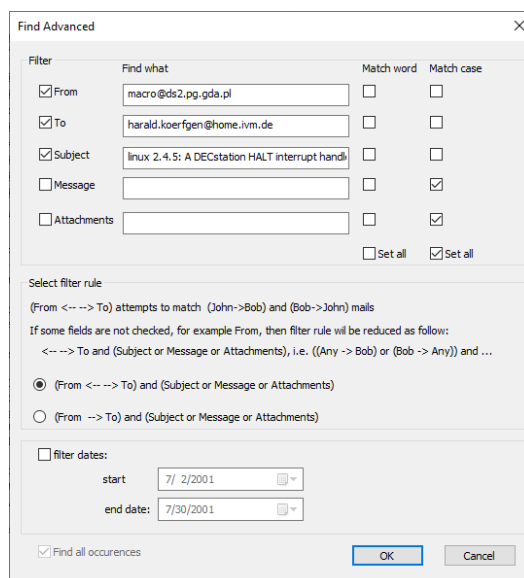 Find Advanced
Filter
Find what Match word Match case
From macro@ds2.pg.gda.pl
To harald.koerfgen@home.ivm.de
Subject linux 2.4.5: A DECstation HALT interrupt handl
Message
Attachments
Set all Set all
Select filter rule
(From <-- --> To) attempts to match (John->Bob) and (Bob->John) mails
If some fields are not checked, for example From, then filter rule wil be reduced as follow:
<-- --> To and (Subject or Message or Attachments), i.e. ((Any -> Bob) or (Bob -> Any)) and ...
(From <-- --> To) and (Subject or Message or Attachments)
(From --> To) and (Subject or Message or Attachments)
filter dates:
start 7/ 2/2001
end date: 7/30/2001
Find all occurences OK Cancel